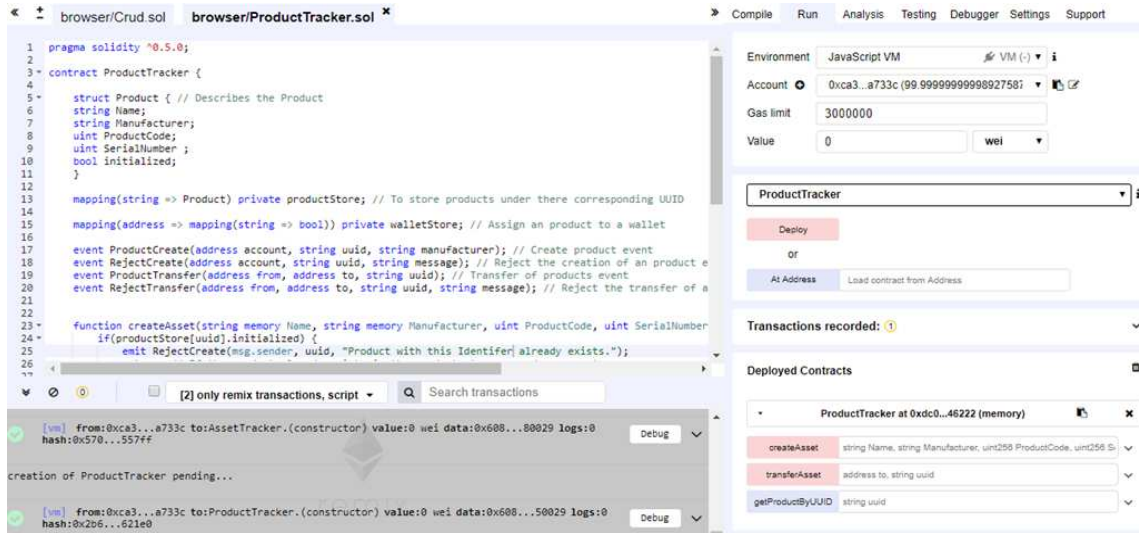 browser/Crud.sol browser/ProductTracker.sol
Compile Run Analysis Testing Debugger Settings Support
1 pragma solidity ^0.5.0;
2
3 contract ProductTracker {
4
5 struct Product { // Describes the Product
6 string Name;
7 string Manufacturer;
8 uint ProductCode;
9 uint SerialNumber ;
10 bool initialized;
11 }
12
13 mapping(string => Product) private productStore; // To store products under there corresponding UUID
14
15 mapping(address => mapping(string => bool)) private walletStore; // Assign an product to a wallet
16
17 event ProductCreate(address account, string uuid, string manufacturer); // Create product event
18 event RejectCreate(address account, string uuid, string message); // Reject the creation of an product e
19 event ProductTransfer(address from, address to, string uuid); // Transfer of products event
20 event RejectTransfer(address from, address to, string uuid, string message); // Reject the transfer of a
21
22
23 function createAsset(string memory Name, string memory Manufacturer, uint ProductCode, uint SerialNumber
24 if(productStore[uuid].initialized) {
25 emit RejectCreate(msg.sender, uuid, "Product with this Identifer already exists.");
26
27
0 [2] only remix transactions, script Search transactions
[vm] from:0xca3...a733c to:AssetTracker.(constructor) value:0 wei data:0x608...80029 logs:0
hash:0x570...557ff
Debug
creation of ProductTracker pending...
[vm] from:0xca3...a733c to:ProductTracker.(constructor) value:0 wei data:0x608...50029 logs:0
hash:0x2b6...621e0
Debug
Environment JavaScript VM VM (-) i
Account 0xca3...a733c (99.99999999998927587
Gas limit 3000000
Value 0 wei
ProductTracker i
Deploy
or
At Address Load contract from Address
Transactions recorded: 1
Deployed Contracts
ProductTracker at 0xdc0...46222 (memory)
createAsset string Name, string Manufacturer, uint256 ProductCode, uint256 S
transferAsset address to, string uuid
getProductByUUID string uuid